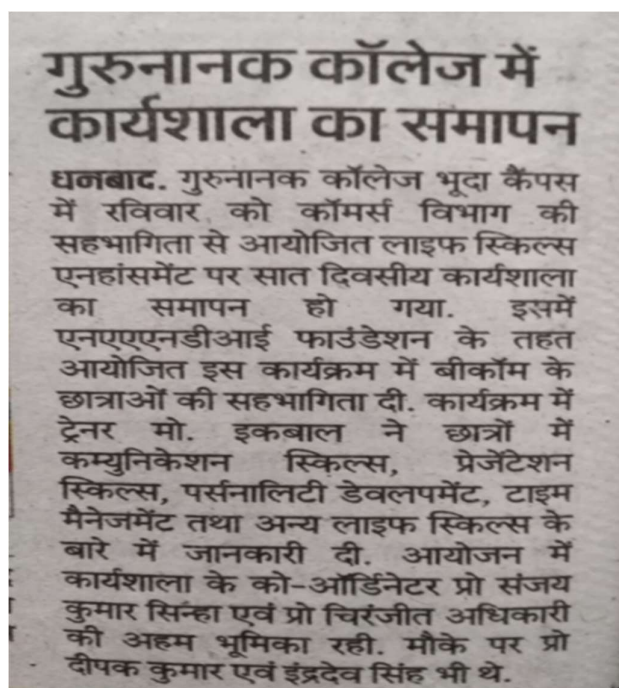 गुरुनानक कॉलेज में
कार्यशाला का समापन
धनबाद. गुरुनानक कॉलेज भूदा कैंपस
में रविवार को कॉमर्स विभाग की
सहभागिता से आयोजित लाइफ स्किल्स
एनहांसमेंट पर सात दिवसीय कार्यशाला
का समापन हो गया. इसमें
एनएएएनडीआई फाउंडेशन के तहत
आयोजित इस कार्यक्रम में बीकॉम के
छात्राओं की सहभागिता दी. कार्यक्रम में
ट्रेनर मो. इकबाल ने छात्रों में
कम्युनिकेशन स्किल्स, प्रेजेंटेशन
स्किल्स, पर्सनालिटी डेवलपमेंट, टाइम
मैनेजमेंट तथा अन्य लाइफ स्किल्स के
बारे में जानकारी दी. आयोजन में
कार्यशाला के को-ऑर्डिनेटर प्रो संजय
कुमार सिन्हा एवं प्रो चिरंजीत अधिकारी
की अहम भूमिका रही. मौके पर प्रो
दीपक कुमार एवं इंद्रदेव सिंह भी थे.